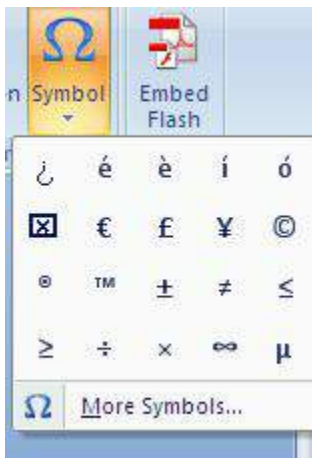 n Symbol Embed
Flash
¿ é è í ó
☒ € £ ¥ ©
® ™ ± ≠ ≤
≥ ÷ × ∞ µ
Ω More Symbols...